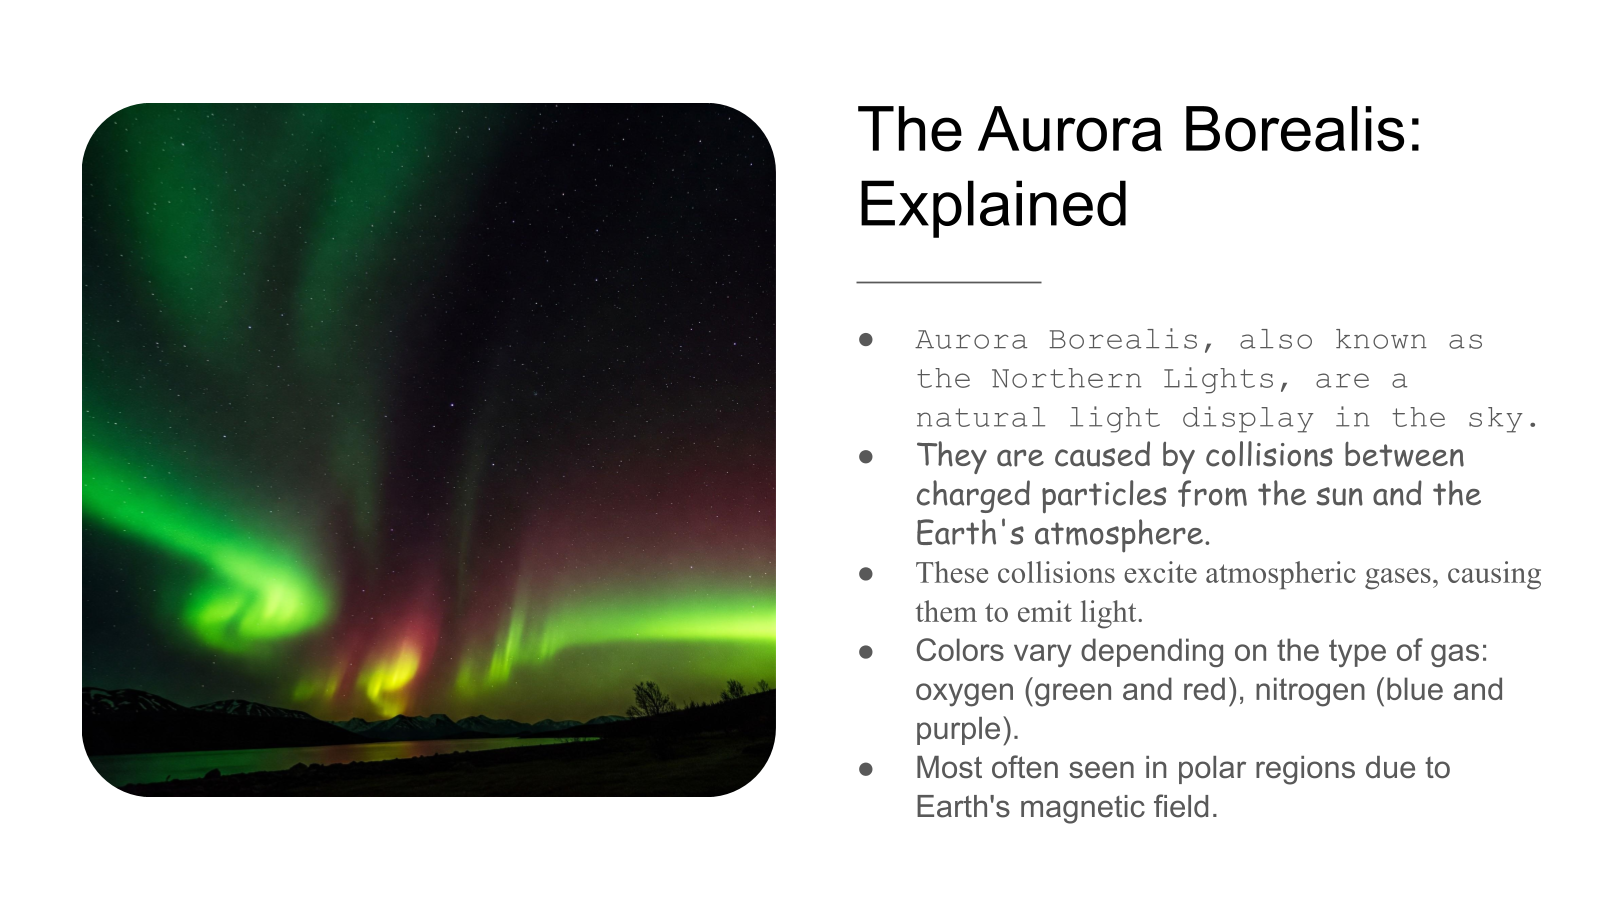 The Aurora Borealis:
Explained
● Aurora Borealis, also known as
the Northern Lights, are a
natural light display in the sky.
● They are caused by collisions between
charged particles from the sun and the
Earth's atmosphere.
● These collisions excite atmospheric gases, causing
them to emit light.
● Colors vary depending on the type of gas:
oxygen (green and red), nitrogen (blue and
purple).
● Most often seen in polar regions due to
Earth's magnetic field.